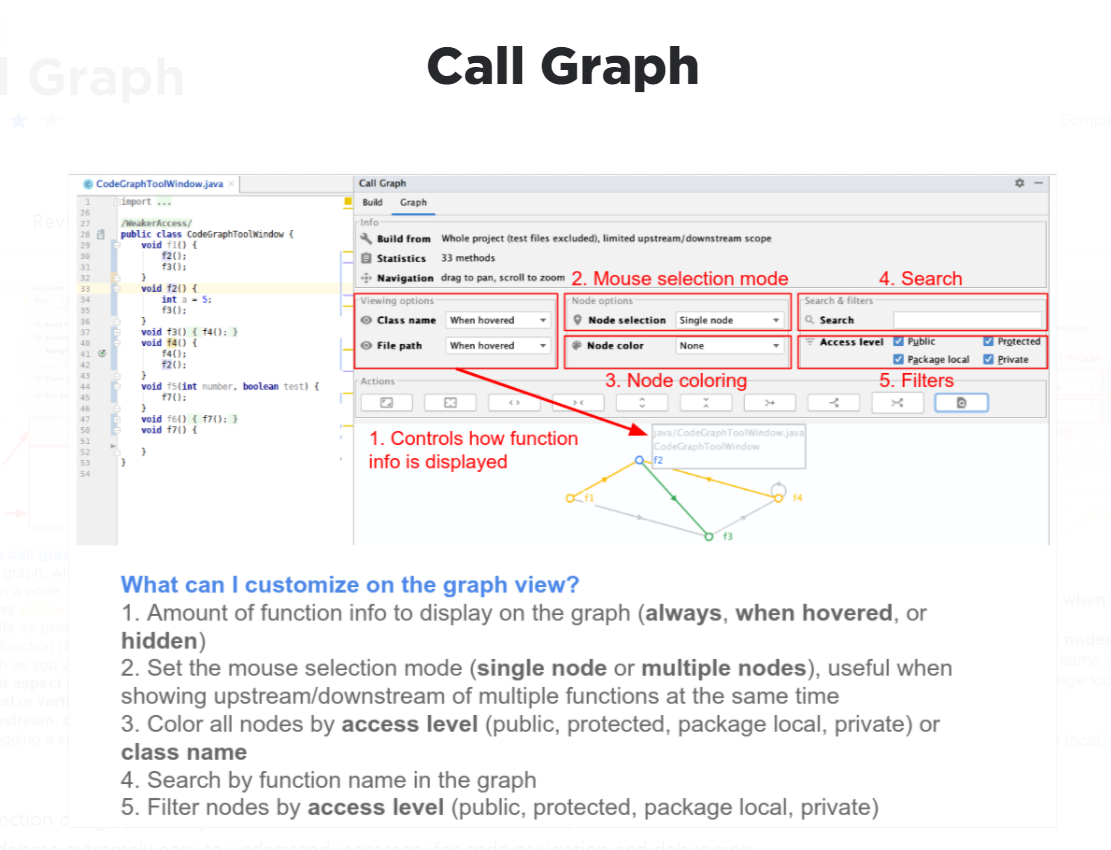 Call Graph
l Graph
Compa
Revi
CodeGraphToolWindow.java
1 import ...
26
27 /WeakerAccess/
28 public class CodeGraphToolWindow {
29 void f1() {
30 f2();
31 f3();
32 }
33 void f2() {
34 int a = 5;
35 f3();
36 }
37 void f3() { f4(); }
40 void f4() {
41 f4();
42 f2();
43 }
44 void f5(int number, boolean test) {
45 f7();
46 }
47 void f6() { f7(); }
50 void f7() {
51
52 }
53 }
54
Call Graph
Build Graph
Info
Build from Whole project (test files excluded), limited upstream/downstream scope
Statistics 33 methods
Navigation drag to pan, scroll to zoom
2. Mouse selection mode
4. Search
Viewing options
Class name When hovered
File path When hovered
Node options
Node selection Single node
Node color None
Search & filters
Search
Access level Public Protected
Package local Private
3. Node coloring
5. Filters
Actions
1. Controls how function
info is displayed
java/CodeGraphToolWindow.java
CodeGraphToolWindow
f2
f1
f4
f3
What can I customize on the graph view?
1. Amount of function info to display on the graph (always, when hovered, or
hidden)
2. Set the mouse selection mode (single node or multiple nodes), useful when
showing upstream/downstream of multiple functions at the same time
3. Color all nodes by access level (public, protected, package local, private) or
class name
4. Search by function name in the graph
5. Filter nodes by access level (public, protected, package local, private)